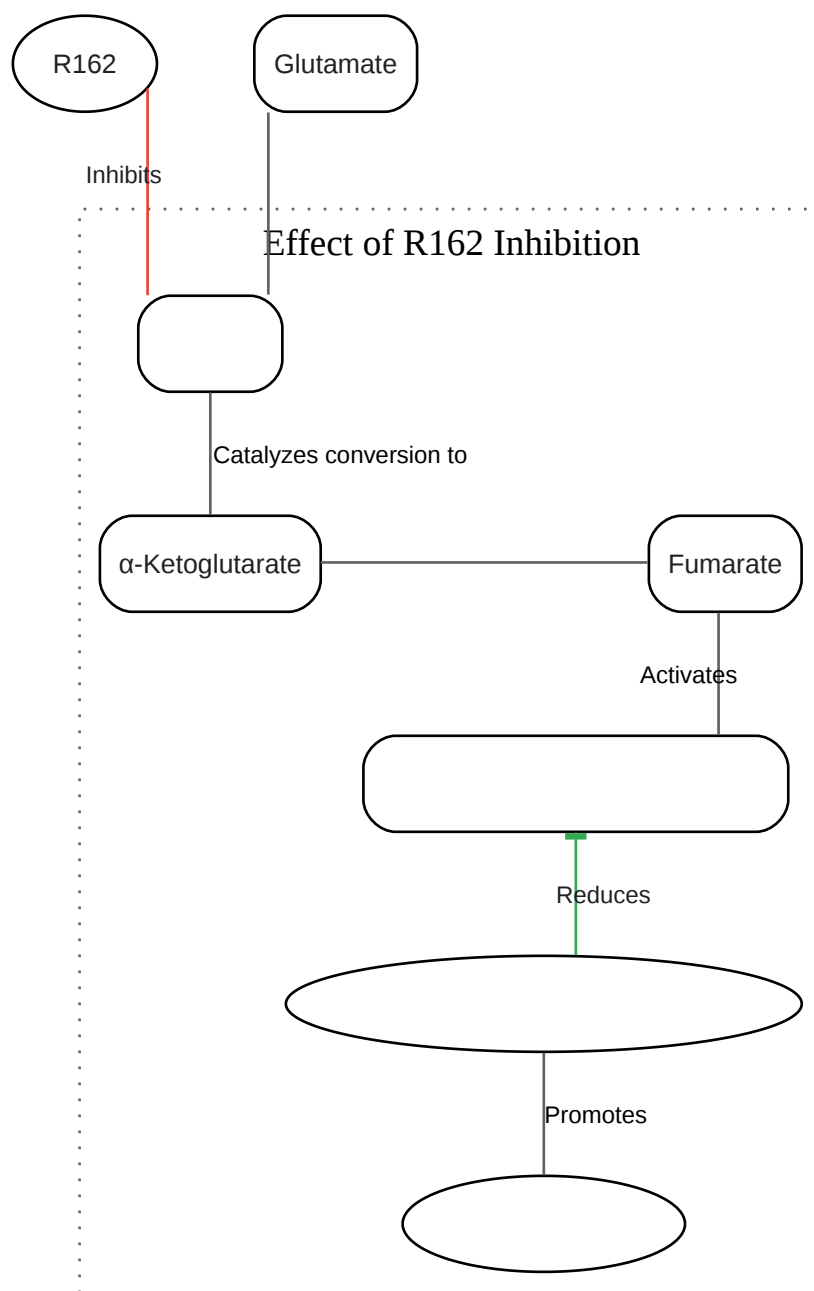 R162
Glutamate
Inhibits
Effect of R162 Inhibition
Catalyzes conversion to
α-Ketoglutarate
Fumarate
Activates
Reduces
Promotes